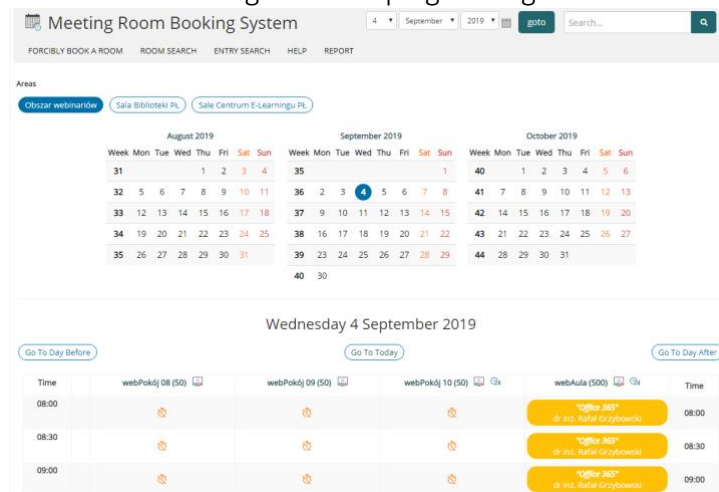 Meeting Room Booking System 4 September 2019 goto Search...
FORCIBLY BOOK A ROOM ROOM SEARCH ENTRY SEARCH HELP REPORT
Areas
Obszar webinariów Sala Biblioteki PŁ Sale Centrum E-Learningu PŁ
August 2019 September 2019 October 2019
Week Mon Tue Wed Thu Fri Sat Sun Week Mon Tue Wed Thu Fri Sat Sun Week Mon Tue Wed Thu Fri Sat Sun
31 1 2 3 4 35 1 40 1 2 3 4 5 6
32 5 6 7 8 9 10 11 36 2 3 4 5 6 7 8 41 7 8 9 10 11 12 13
33 12 13 14 15 16 17 18 37 9 10 11 12 13 14 15 42 14 15 16 17 18 19 20
34 19 20 21 22 23 24 25 38 16 17 18 19 20 21 22 43 21 22 23 24 25 26 27
35 26 27 28 29 30 31 39 23 24 25 26 27 28 29 44 28 29 30 31
40 30
Wednesday 4 September 2019
Go To Day Before Go To Today Go To Day After
Time webPokój 08 (50) webPokój 09 (50) webPokój 10 (50) webAula (500) Time
08:00 "Office 365" 08:00
dr inż. Rafał Grzybowski
08:30 "Office 365" 08:30
dr inż. Rafał Grzybowski
09:00 "Office 365" 09:00
dr inż. Rafał Grzybowski